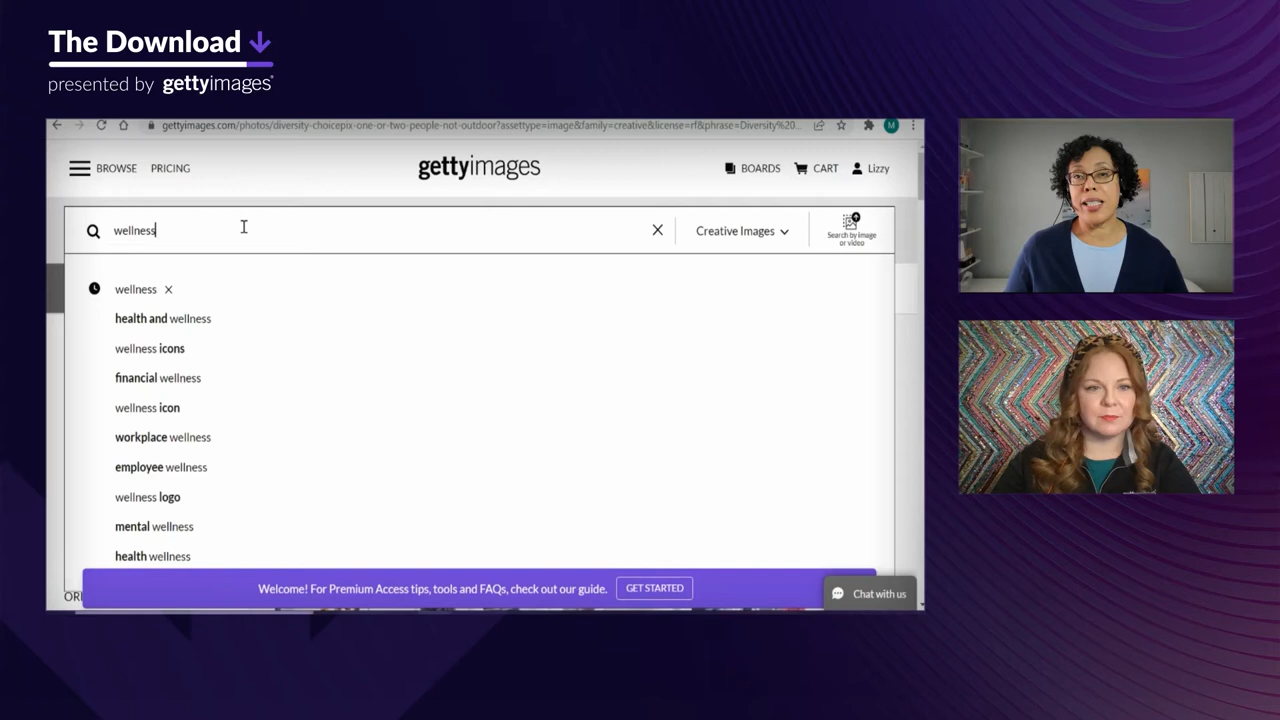 The Download
presented by gettyimages
gettyimages.com/photos/diversity-choicepix-one-or-two-people-not-outdoor?assettype=image&family=creative&license=rf&phrase=Diversity%20...
M
BROWSE PRICING gettyimages BOARDS CART Lizzy
wellness Creative Images Search by image
or video
wellness
health and wellness
wellness icons
financial wellness
wellness icon
workplace wellness
employee wellness
wellness logo
mental wellness
health wellness
Welcome! For Premium Access tips, tools and FAQs, check out our guide. GET STARTED Chat with us